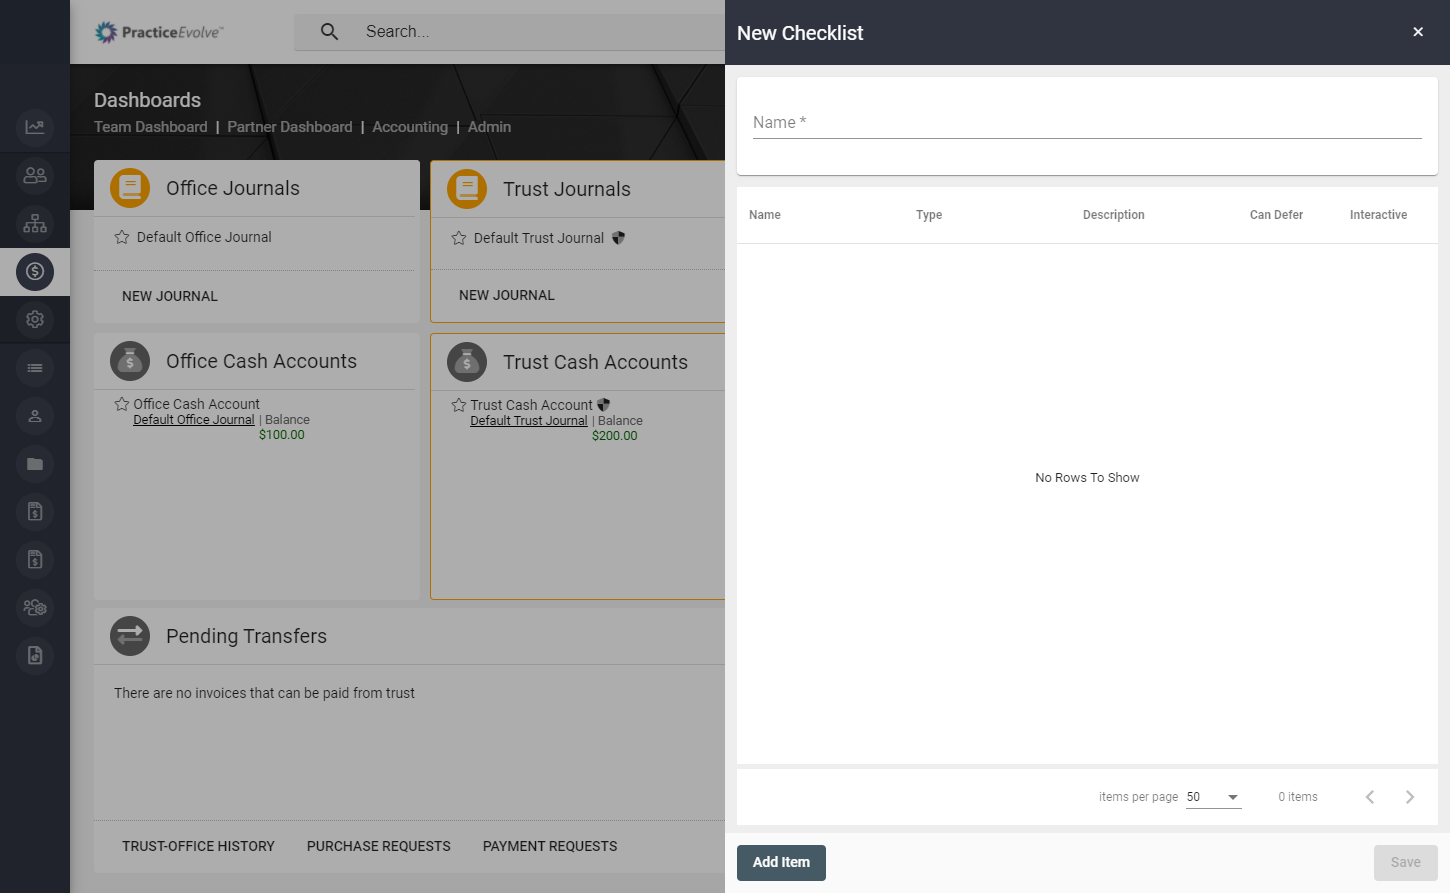 PracticeEvolve™
Search...
Dashboards
Team Dashboard | Partner Dashboard | Accounting | Admin
Office Journals
Default Office Journal
NEW JOURNAL
Trust Journals
Default Trust Journal
NEW JOURNAL
Office Cash Accounts
Office Cash Account
Default Office Journal | Balance
$100.00
Trust Cash Accounts
Trust Cash Account
Default Trust Journal | Balance
$200.00
Pending Transfers
There are no invoices that can be paid from trust
TRUST-OFFICE HISTORY PURCHASE REQUESTS PAYMENT REQUESTS
New Checklist ×
Name *
Name Type Description Can Defer Interactive
No Rows To Show
items per page 50 0 items
Add Item Save